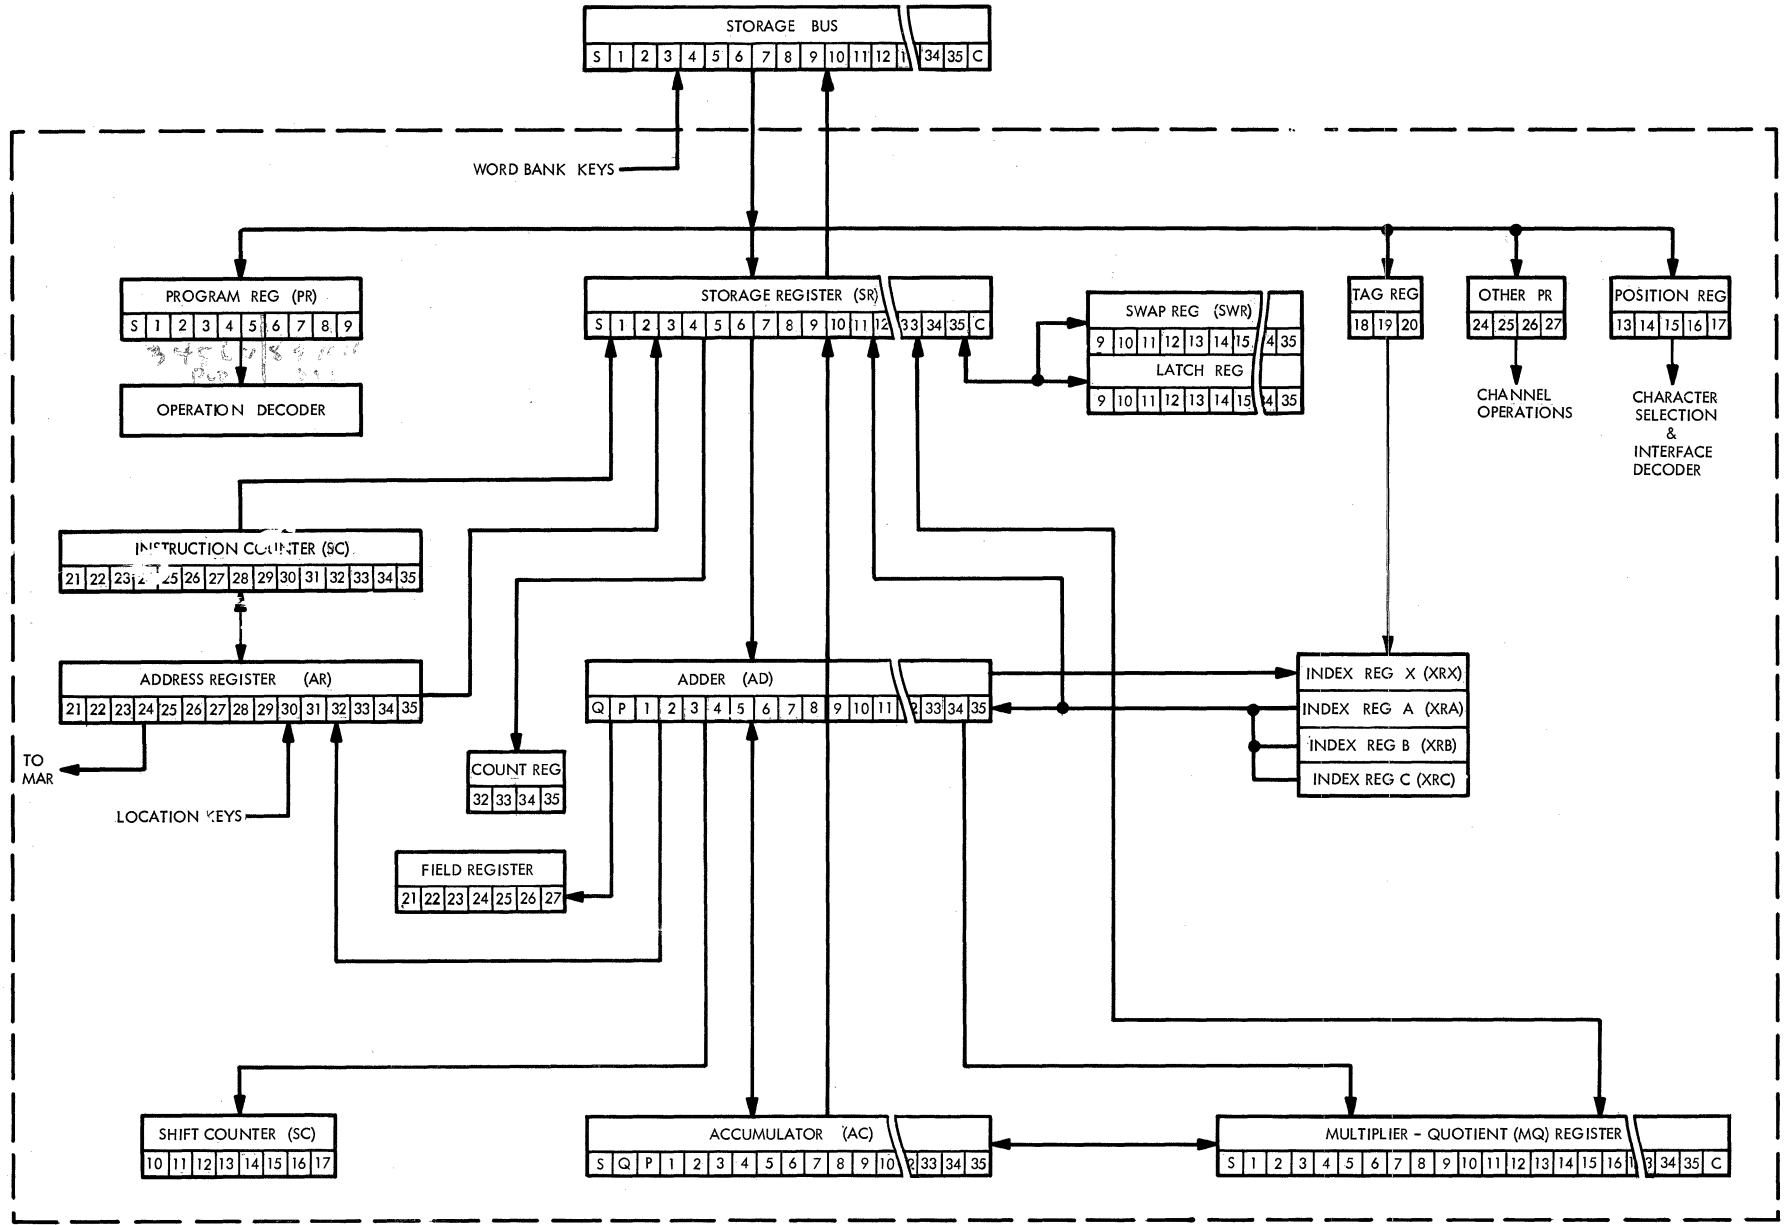 STORAGE BUS
S 1 2 3 4 5 6 7 8 9 10 11 12 34 35 C
WORD BANK KEYS
PROGRAM REG (PR)
S 1 2 3 4 5 6 7 8 9
OPERATION DECODER
STORAGE REGISTER (SR)
S 1 2 3 4 5 6 7 8 9 10 11 12 33 34 35 C
SWAP REG (SWR)
9 10 11 12 13 14 15 4 35
LATCH REG
9 10 11 12 13 14 15 4 35
TAG REG
18 19 20
OTHER PR
24 25 26 27
POSITION REG
13 14 15 16 17
CHANNEL
OPERATIONS
CHARACTER
SELECTION
&
INTERFACE
DECODER
INSTRUCTION COUNTER
21 22 23 25 26 27 28 29 30 31 32 33 34 35
ADDRESS REGISTER (AR)
21 22 23 24 25 26 27 28 29 30 31 32 33 34 35
TO
MAR
LOCATION KEYS
COUNT REG
32 33 34 35
FIELD REGISTER
21 22 23 24 25 26 27
ADDER (AD)
Q P 1 2 3 4 5 6 7 8 9 10 11 2 33 34 35
INDEX REG X (XRX)
INDEX REG A (XRA)
INDEX REG B (XRB)
INDEX REG C (XRC)
SHIFT COUNTER (SC)
10 11 12 13 14 15 16 17
ACCUMULATOR (AC)
S Q P 1 2 3 4 5 6 7 8 9 10 2 33 34 35
MULTIPLIER - QUOTIENT (MQ) REGISTER
S 1 2 3 4 5 6 7 8 9 10 11 12 13 14 15 16 1 3 34 35 C